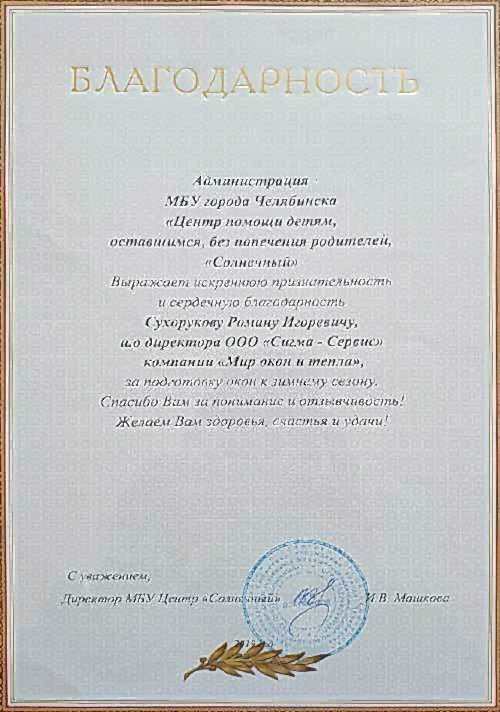 БЛАГОДАРНОСТЬ
Администрация
МБУ города Челябинска
«Центр помощи детям,
оставшимся, без попечения родителей,
«Солнечный»
Выражает искреннюю признательность
и сердечную благодарность
Сухорукову Роману Игоревичу,
и.о директора ООО «Сигма - Сервис»
компании «Мир окон и тепла»,
за подготовку окон к зимнему сезону.
Спасибо Вам за понимание и отзывчивость!
Желаем Вам здоровья, счастья и удачи!
С уважением,
Директор МБУ Центр «Солнечный» И.В. Машкова